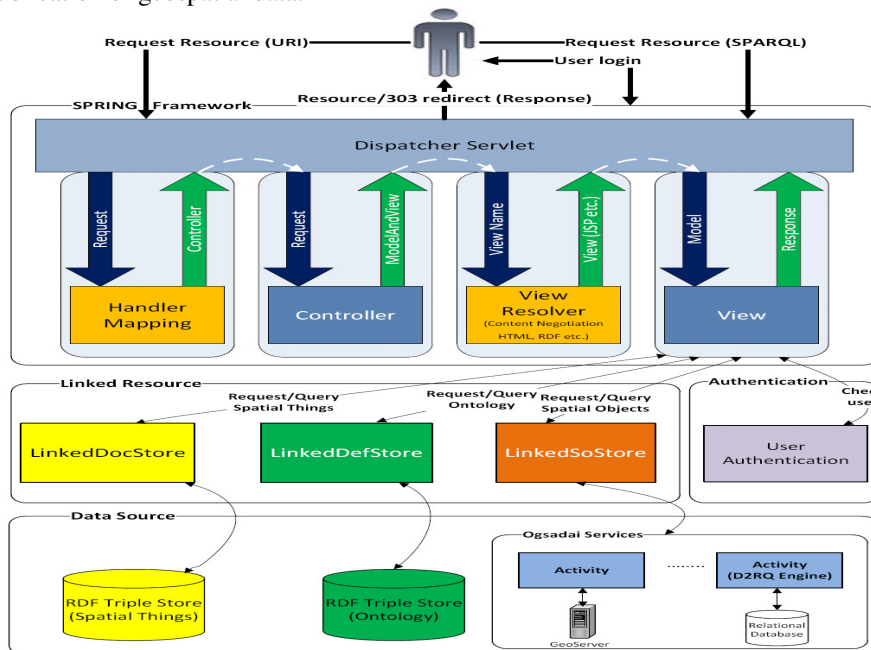 Request Resource (URI)
Request Resource (SPARQL)
User login
Resource/303 redirect (Response)
SPRING Framework
Dispatcher Servlet
Request
Controller
Request
ModelAndView
View Name
View (JSP etc.)
Model
Response
Handler
Mapping
Controller
View
Resolver
(Content Negotiation
HTML, RDF etc.)
View
Linked Resource
Request/Query
Spatial Things
Request/Query
Ontology
Request/Query
Spatial Objects
Authentication
LinkedDocStore
LinkedDefStore
LinkedSoStore
User
Authentication
Data Source
RDF Triple Store
(Spatial Things)
RDF Triple Store
(Ontology)
Ogsadai Services
Activity
........
Activity
(D2RQ Engine)
GeoServer
Relational
Database